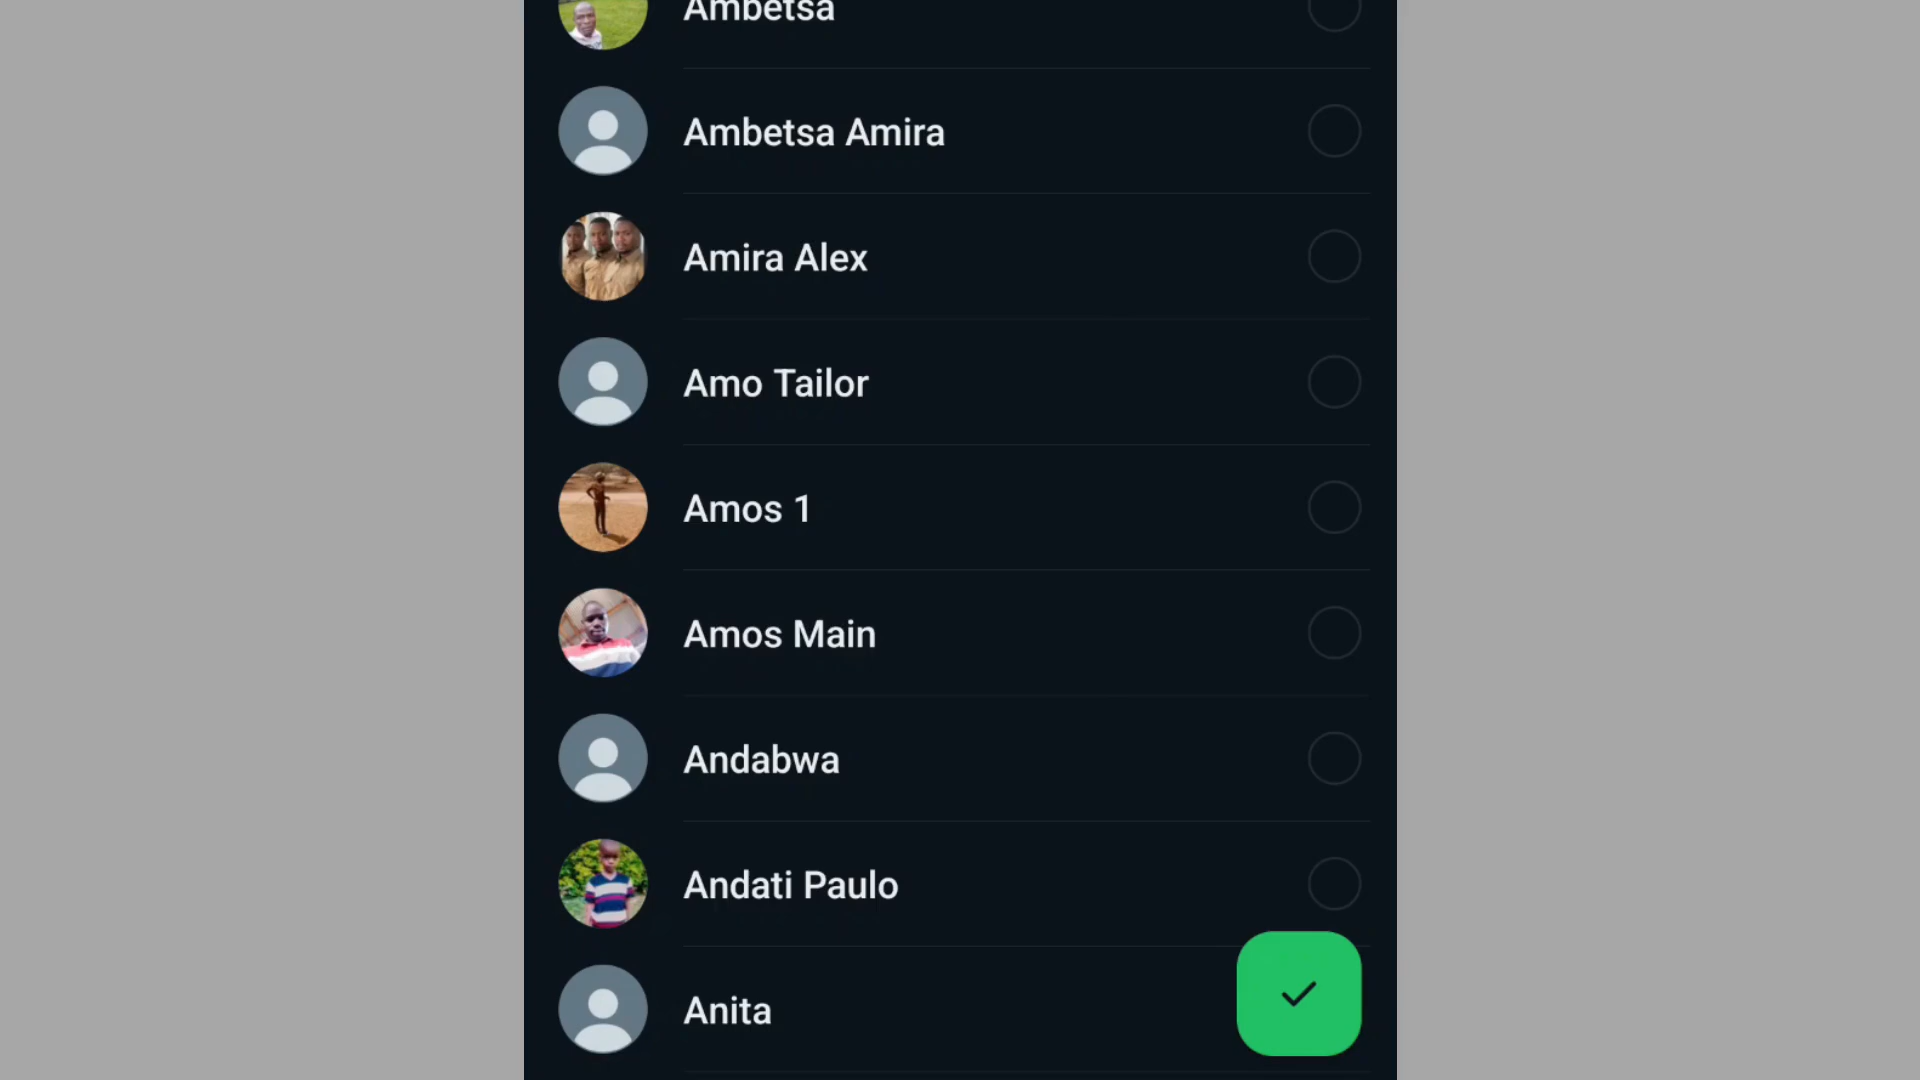 Ambetsa
Ambetsa Amira
Amira Alex
Amo Tailor
Amos 1
Amos Main
Andabwa
Andati Paulo
Anita